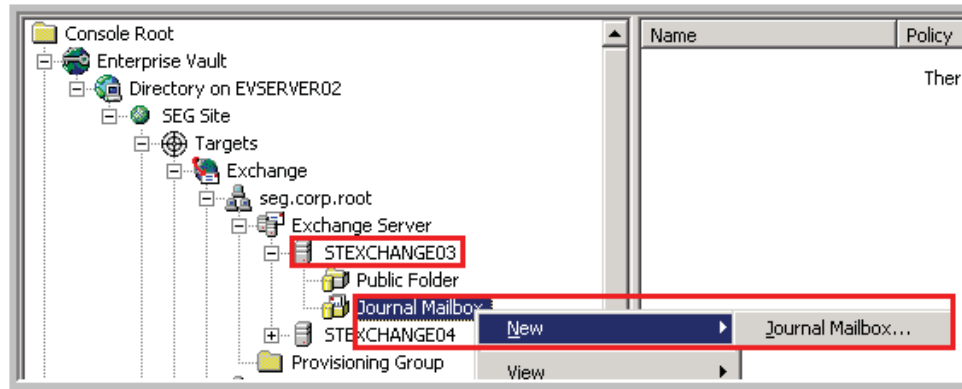 Console Root
Name
Policy
Enterprise Vault
Directory on EVSERVER02
Ther
SEG Site
Targets
Exchange
seg.corp.root
Exchange Server
STEXCHANGE03
Public Folder
Journal Mailbox
STEXCHANGE04
New
Journal Mailbox...
Provisioning Group
View